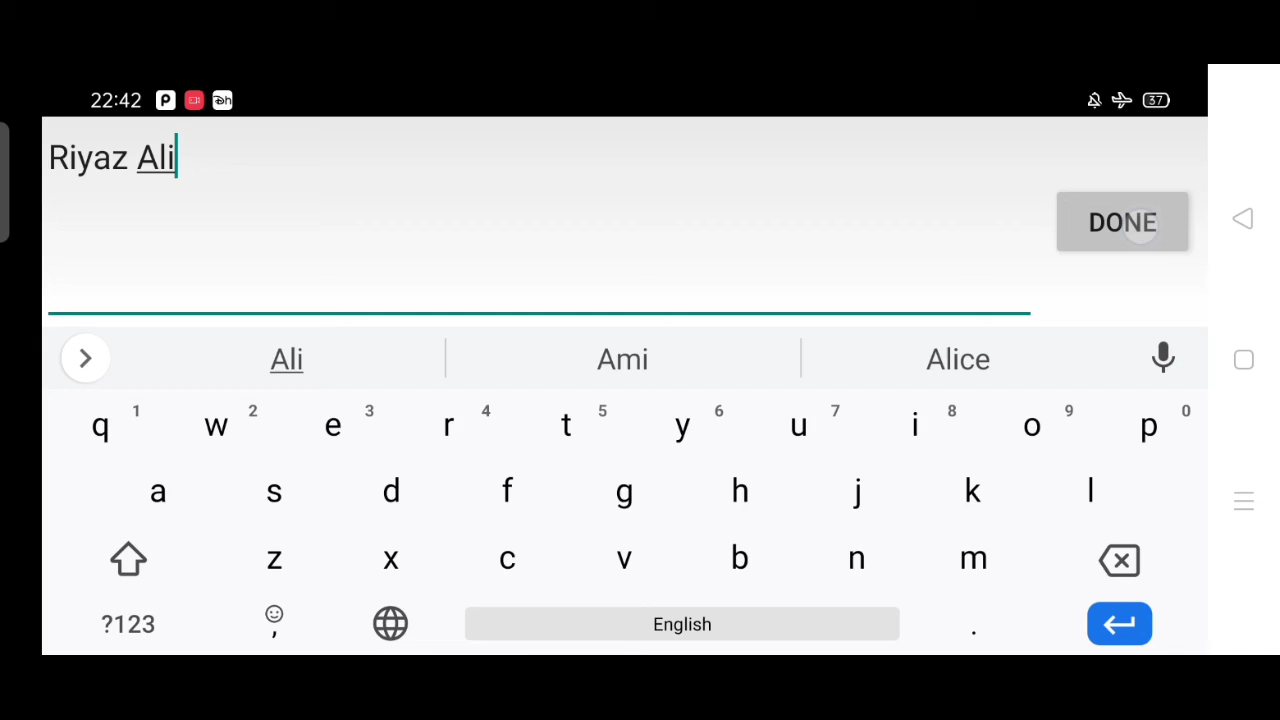 22:42 37
Riyaz Ali
DONE
Ali Ami Alice
q 1 w 2 e 3 r 4 t 5 y 6 u 7 i 8 o 9 p 0
a s d f g h j k l
z x c v b n m
?123 , English .